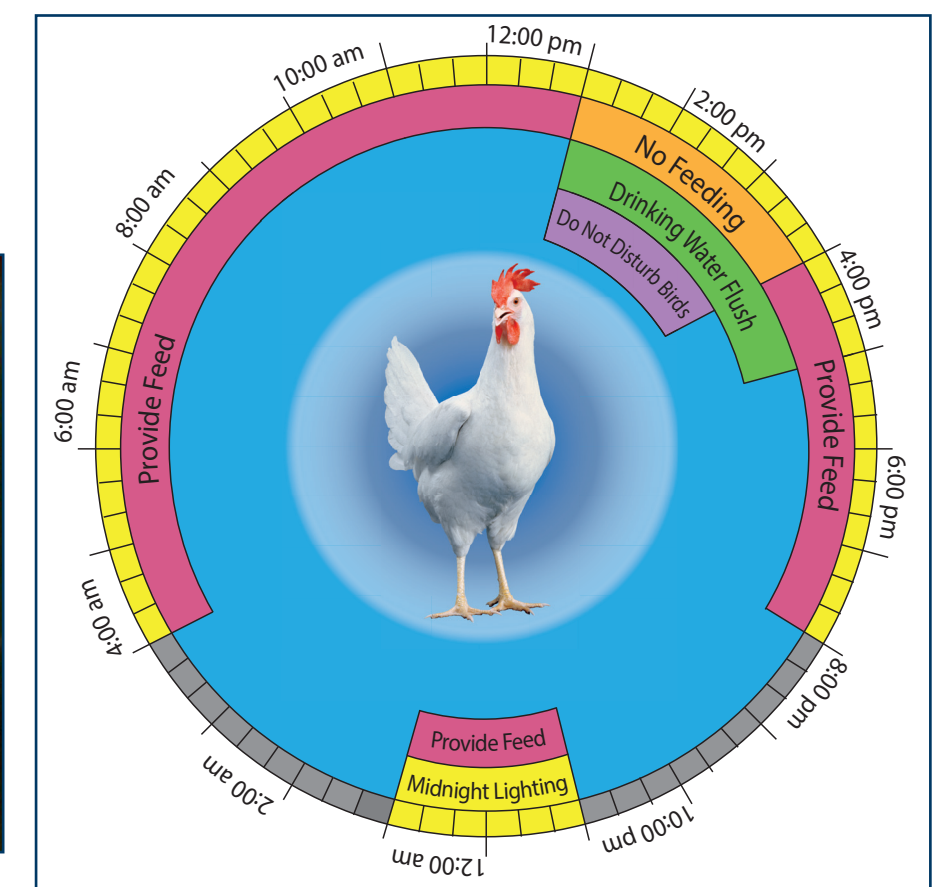 12:00 pm
2:00 pm
4:00 pm
6:00 pm
8:00 pm
10:00 pm
12:00 am
2:00 am
4:00 am
6:00 am
8:00 am
10:00 am
No Feeding
Drinking Water Flush
Do Not Disturb Birds
Provide Feed
Provide Feed
Provide Feed
Midnight Lighting